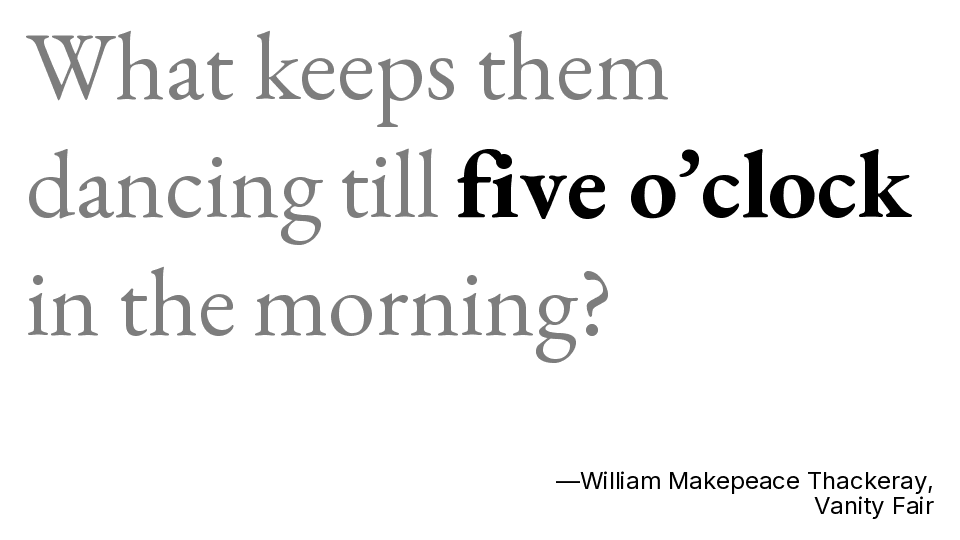 What keeps them
dancing till five o’clock
in the morning?
—William Makepeace Thackeray,
Vanity Fair